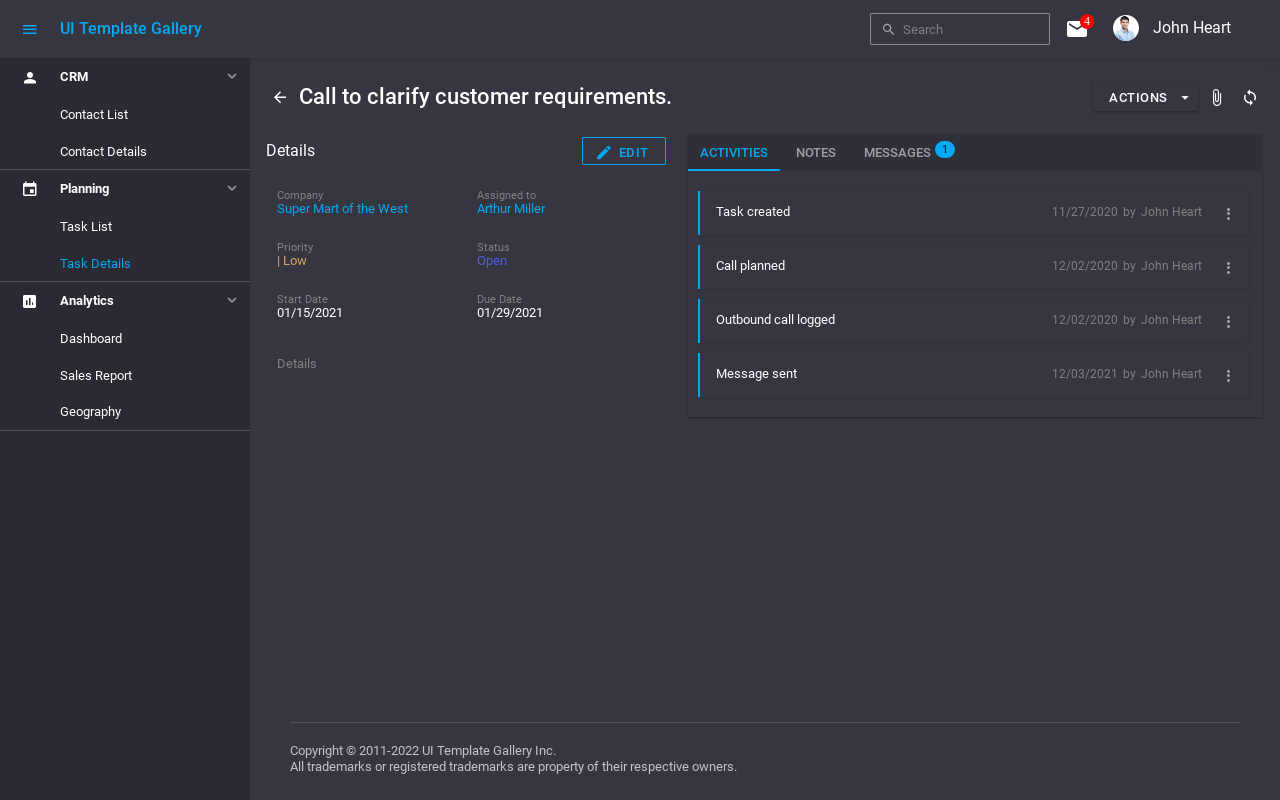 UI Template Gallery
Search
4
John Heart
CRM
Contact List
Contact Details
Planning
Task List
Task Details
Analytics
Dashboard
Sales Report
Geography
Call to clarify customer requirements.
ACTIONS
Details
EDIT
Company
Super Mart of the West
Assigned to
Arthur Miller
Priority
| Low
Status
Open
Start Date
01/15/2021
Due Date
01/29/2021
Details
ACTIVITIES
NOTES
MESSAGES 1
Task created 11/27/2020 by John Heart
Call planned 12/02/2020 by John Heart
Outbound call logged 12/02/2020 by John Heart
Message sent 12/03/2021 by John Heart
Copyright © 2011-2022 UI Template Gallery Inc.
All trademarks or registered trademarks are property of their respective owners.